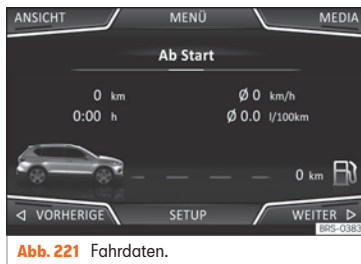 ANSICHT MENÜ MEDIA
Ab Start
0 km Ø 0 km/h
0:00 h Ø 0.0 l/100km
0 km
◁ VORHERIGE SETUP WEITER ▷
BRS-0383
Abb. 221 Fahrdaten.